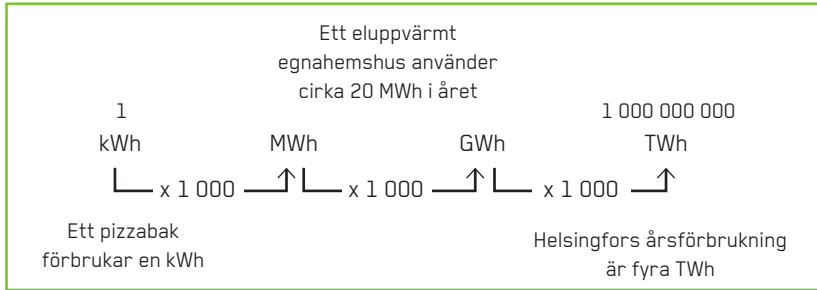 Ett eluppvärmt
egnahemshus använder
cirka 20 MWh i året
1
1 000 000 000
kWh
MWh
GWh
TWh
x 1 000
x 1 000
x 1 000
Ett pizzabak
förbrukar en kWh
Helsingfors årsförbrukning
är fyra TWh